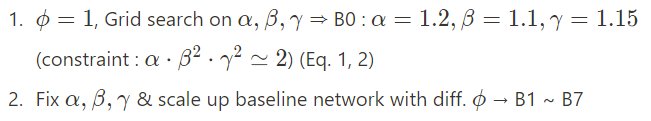 1. ϕ = 1, Grid search on α, β, γ ⇒ B0 : α = 1.2, β = 1.1, γ = 1.15
(constraint : α · β² · γ² ≃ 2) (Eq. 1, 2)
2. Fix α, β, γ & scale up baseline network with diff. ϕ → B1 ~ B7